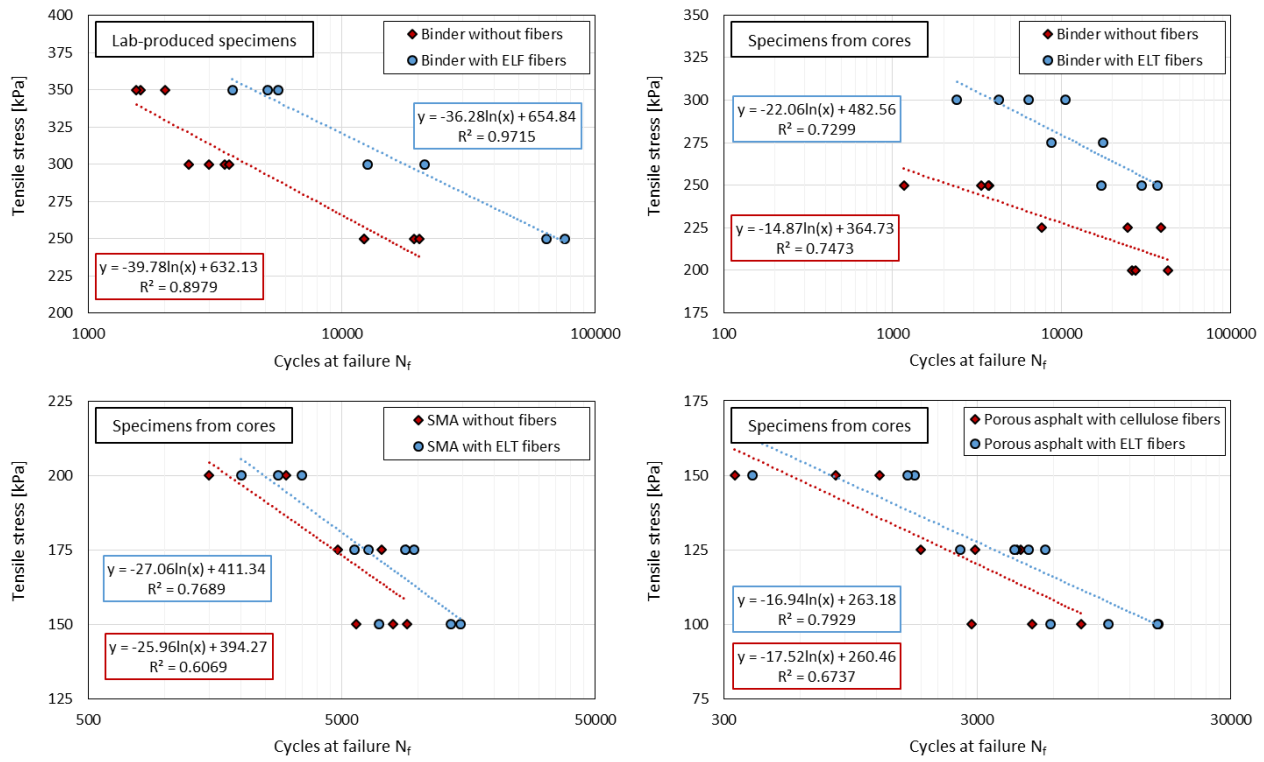 400
375
350
325
300
275
250
225
200
Tensile stress [kPa]
Lab-produced specimens
Binder without fibers
Binder with ELF fibers
y = -36.28ln(x) + 654.84
R² = 0.9715
y = -39.78ln(x) + 632.13
R² = 0.8979
1000
10000
100000
Cycles at failure Nf
350
325
300
275
250
225
200
175
Tensile stress [kPa]
Specimens from cores
Binder without fibers
Binder with ELT fibers
y = -22.06ln(x) + 482.56
R² = 0.7299
y = -14.87ln(x) + 364.73
R² = 0.7473
100
1000
10000
100000
Cycles at failure Nf
225
200
175
150
125
Tensile stress [kPa]
Specimens from cores
SMA without fibers
SMA with ELT fibers
y = -27.06ln(x) + 411.34
R² = 0.7689
y = -25.96ln(x) + 394.27
R² = 0.6069
500
5000
50000
Cycles at failure Nf
175
150
125
100
75
Tensile stress [kPa]
Specimens from cores
Porous asphalt with cellulose fibers
Porous asphalt with ELT fibers
y = -16.94ln(x) + 263.18
R² = 0.7929
y = -17.52ln(x) + 260.46
R² = 0.6737
300
3000
30000
Cycles at failure Nf